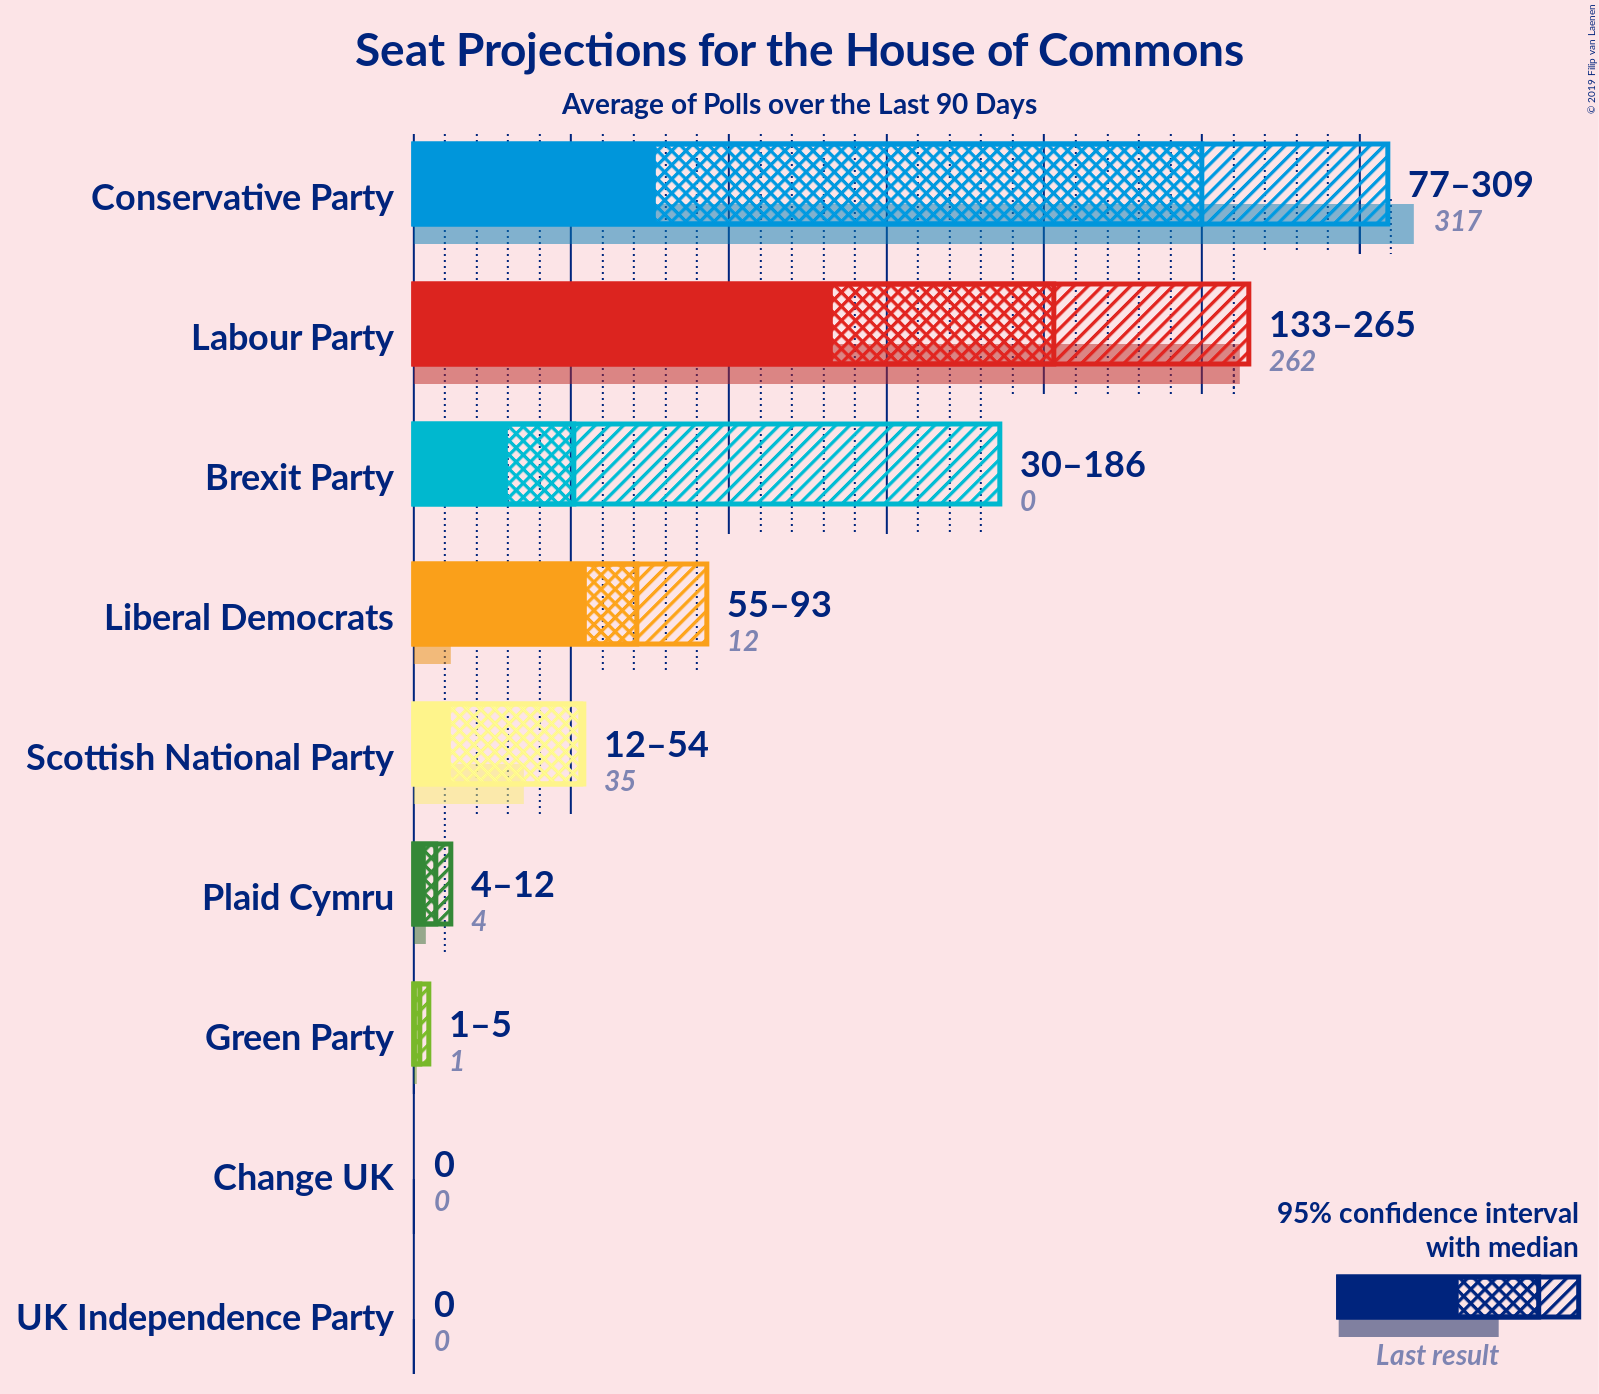 © 2019 Filip van Laenen
Seat Projections for the House of Commons
Average of Polls over the Last 90 Days
Conservative Party
77–309
317
Labour Party
133–265
262
Brexit Party
30–186
0
Liberal Democrats
55–93
12
Scottish National Party
12–54
35
Plaid Cymru
4–12
4
Green Party
1–5
1
Change UK
0
0
UK Independence Party
0
0
95% confidence interval
with median
Last result